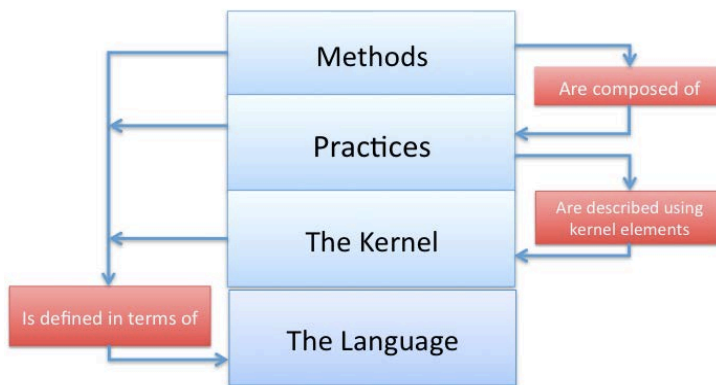 Methods
Are composed of
Practices
Are described using
kernel elements
The Kernel
Is defined in terms of
The Language